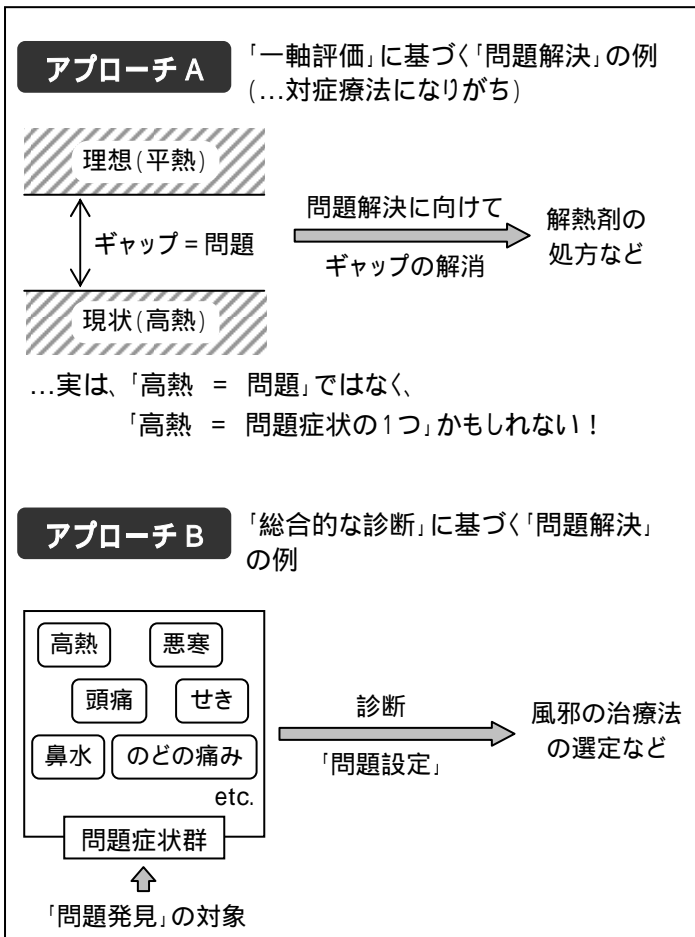 アプローチ A
「一軸評価」に基づく「問題解決」の例
(…対症療法になりがち)
理想(平熱)
ギャップ = 問題
現状(高熱)
問題解決に向けて
ギャップの解消
解熱剤の
処方など
…実は、「高熱 = 問題」ではなく、
「高熱 = 問題症状の1つ」かもしれない！
アプローチ B
「総合的な診断」に基づく「問題解決」
の例
高熱
悪寒
頭痛
せき
鼻水
のどの痛み
etc.
問題症状群
「問題発見」の対象
診断
「問題設定」
風邪の治療法
の選定など